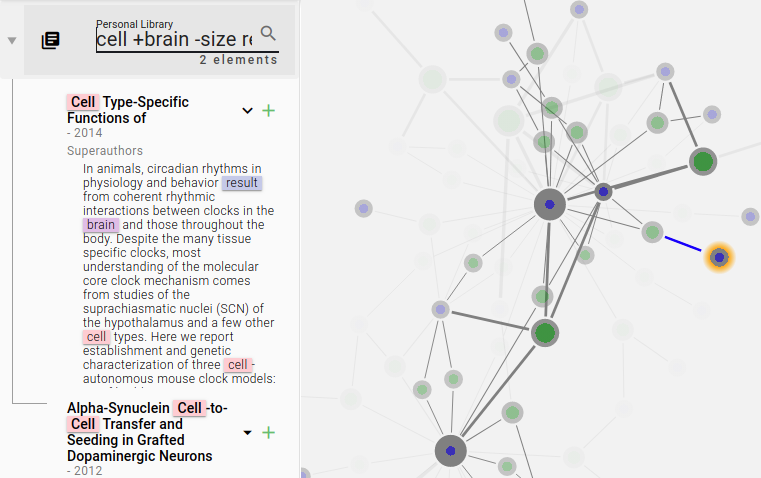 Personal Library
cell +brain -size re
2 elements
Cell Type-Specific
Functions of
- 2014
Superauthors
In animals, circadian rhythms in
physiology and behavior result
from coherent rhythmic
interactions between clocks in the
brain and those throughout the
body. Despite the many tissue
specific clocks, most
understanding of the molecular
core clock mechanism comes
from studies of the
suprachiasmatic nuclei (SCN) of
the hypothalamus and a few other
cell types. Here we report
establishment and genetic
characterization of three cell-
autonomous mouse clock models:
Alpha-Synuclein Cell-to-
Cell Transfer and
Seeding in Grafted
Dopaminergic Neurons
- 2012